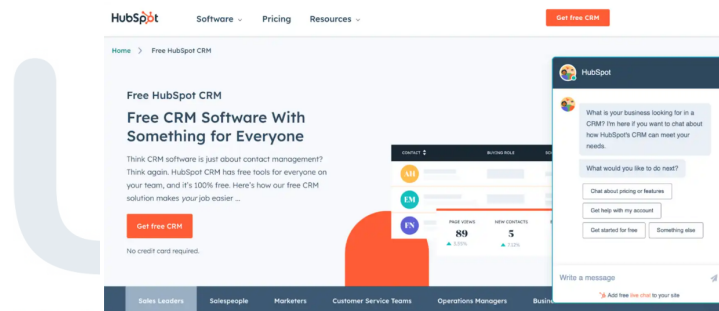 HubSpot
Software
Pricing
Resources
Get free CRM
Home > Free HubSpot CRM
Free HubSpot CRM
Free CRM Software With
Something for Everyone
Think CRM software is just about contact management?
Think again. HubSpot CRM has free tools for everyone on
your team, and it's 100% free. Here's how our free CRM
solution makes your job easier ...
Get free CRM
No credit card required.
CONTACT
BUYING ROLE
AH
EM
FN
PAGE VIEWS
NEW CONTACTS
89
5
HubSpot
What is your business looking for in a
CRM? I'm here if you want to chat about
how HubSpot's CRM can meet your
needs.
What would you like to do next?
Chat about pricing or features
Get help with my account
Get started for free
Something else
Write a message
Add free live chat to your site
Sales Leaders
Salespeople
Marketers
Customer Service Teams
Operations Managers